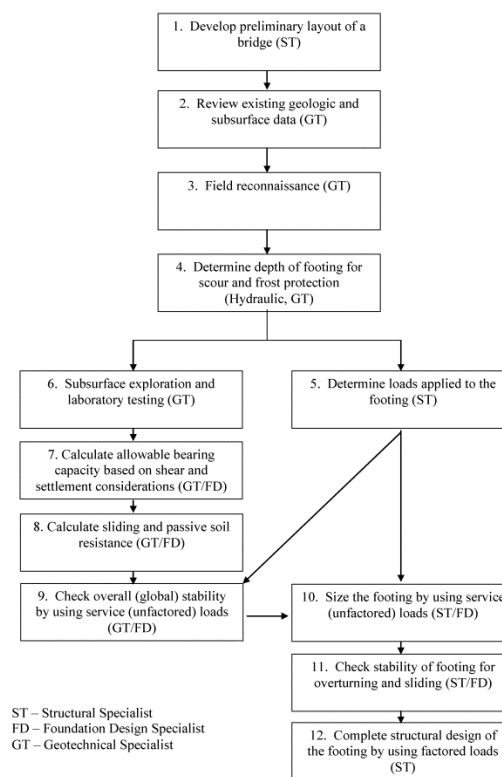 1. Develop preliminary layout of a
bridge (ST)
2. Review existing geologic and
subsurface data (GT)
3. Field reconnaissance (GT)
4. Determine depth of footing for
scour and frost protection
(Hydraulic, GT)
6. Subsurface exploration and
laboratory testing (GT)
5. Determine loads applied to the
footing (ST)
7. Calculate allowable bearing
capacity based on shear and
settlement considerations (GT/FD)
8. Calculate sliding and passive soil
resistance (GT/FD)
9. Check overall (global) stability
by using service (unfactored) loads
(GT/FD)
10. Size the footing by using service
(unfactored) loads (ST/FD)
11. Check stability of footing for
overturning and sliding (ST/FD)
12. Complete structural design of
the footing by using factored loads
(ST)
ST – Structural Specialist
FD – Foundation Design Specialist
GT – Geotechnical Specialist